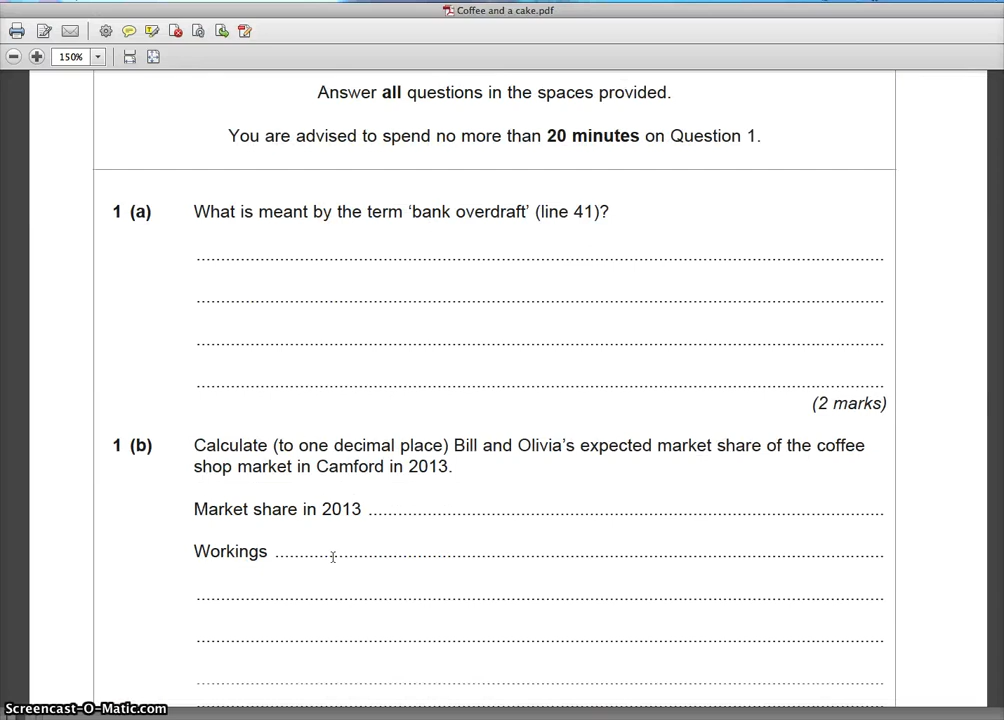 Coffee and a cake.pdf
150%
Answer all questions in the spaces provided.
You are advised to spend no more than 20 minutes on Question 1.
1 (a) What is meant by the term ‘bank overdraft’ (line 41)?
(2 marks)
1 (b) Calculate (to one decimal place) Bill and Olivia’s expected market share of the coffee
shop market in Camford in 2013.
Market share in 2013
Workings
Screencast-O-Matic.com